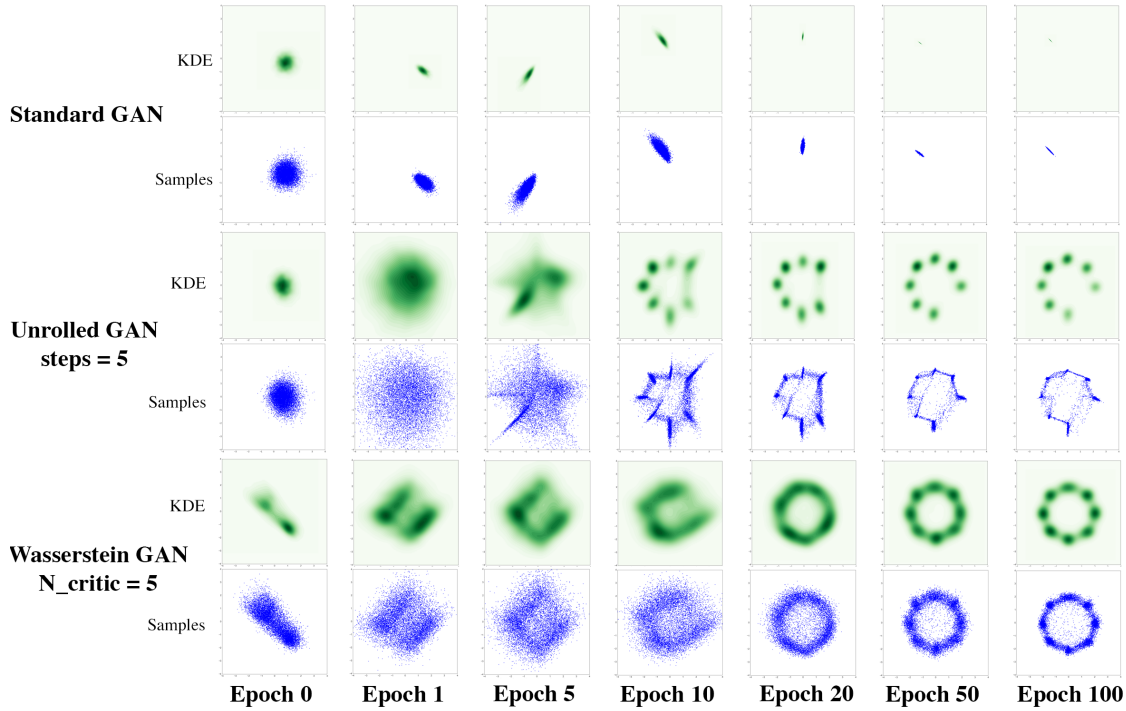 KDE
Standard GAN
Samples
KDE
Unrolled GAN
steps = 5
Samples
KDE
Wasserstein GAN
N_critic = 5
Samples
Epoch 0 Epoch 1 Epoch 5 Epoch 10 Epoch 20 Epoch 50 Epoch 100